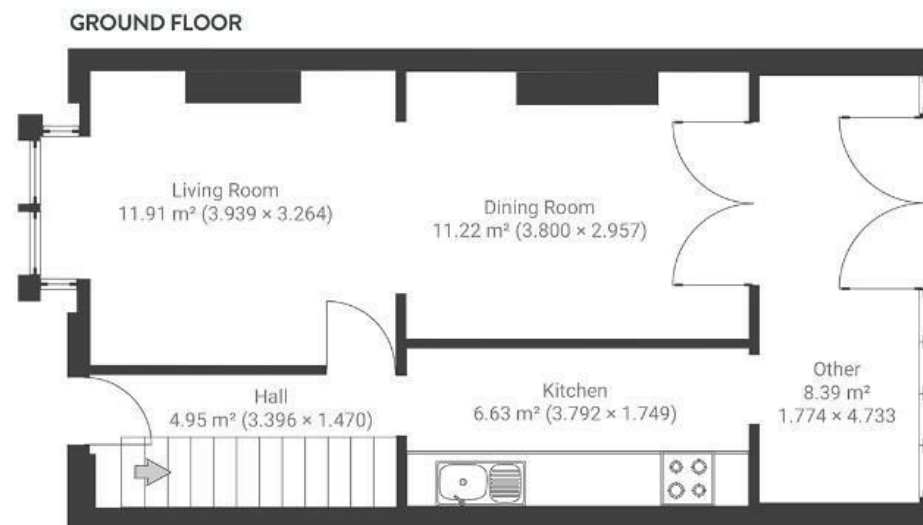 GROUND FLOOR
Living Room
11.91 m² (3.939 × 3.264)
Dining Room
11.22 m² (3.800 × 2.957)
Hall
4.95 m² (3.396 × 1.470)
Kitchen
6.63 m² (3.792 × 1.749)
Other
8.39 m²
1.774 × 4.733